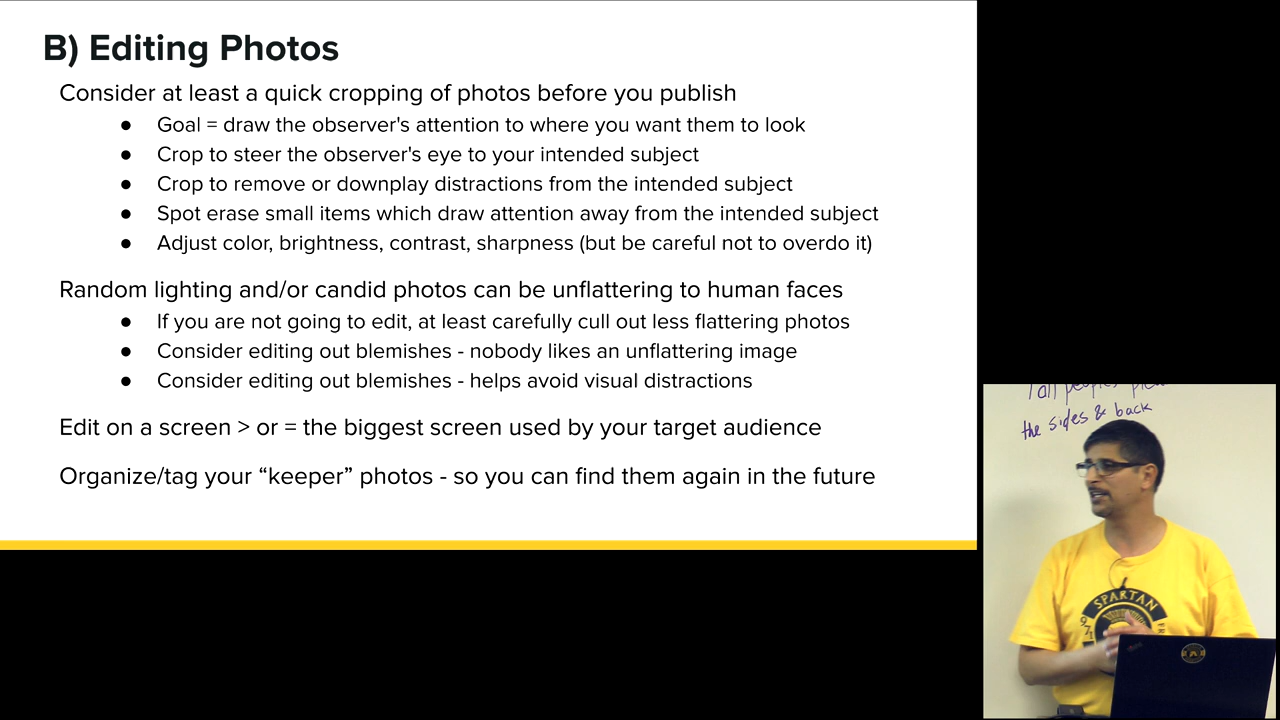 B) Editing Photos
Consider at least a quick cropping of photos before you publish
● Goal = draw the observer's attention to where you want them to look
● Crop to steer the observer's eye to your intended subject
● Crop to remove or downplay distractions from the intended subject
● Spot erase small items which draw attention away from the intended subject
● Adjust color, brightness, contrast, sharpness (but be careful not to overdo it)
Random lighting and/or candid photos can be unflattering to human faces
● If you are not going to edit, at least carefully cull out less flattering photos
● Consider editing out blemishes - nobody likes an unflattering image
● Consider editing out blemishes - helps avoid visual distractions
Edit on a screen > or = the biggest screen used by your target audience
Organize/tag your “keeper” photos - so you can find them again in the future
the sides & back
SPARTAN